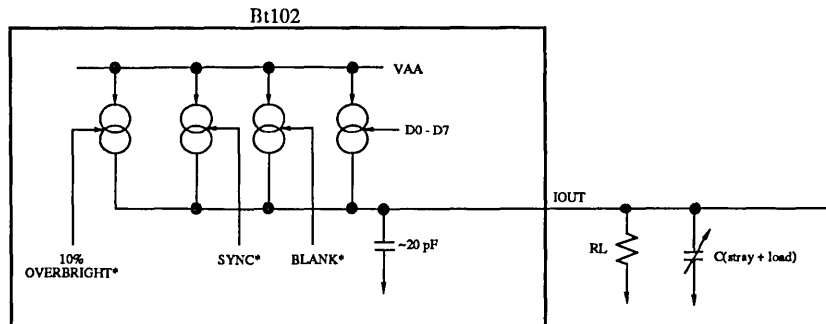 Bt102
VAA
D0 - D7
IOUT
~20 pF
RL
C(stray + load)
10%
OVERBRIGHT*
SYNC*
BLANK*